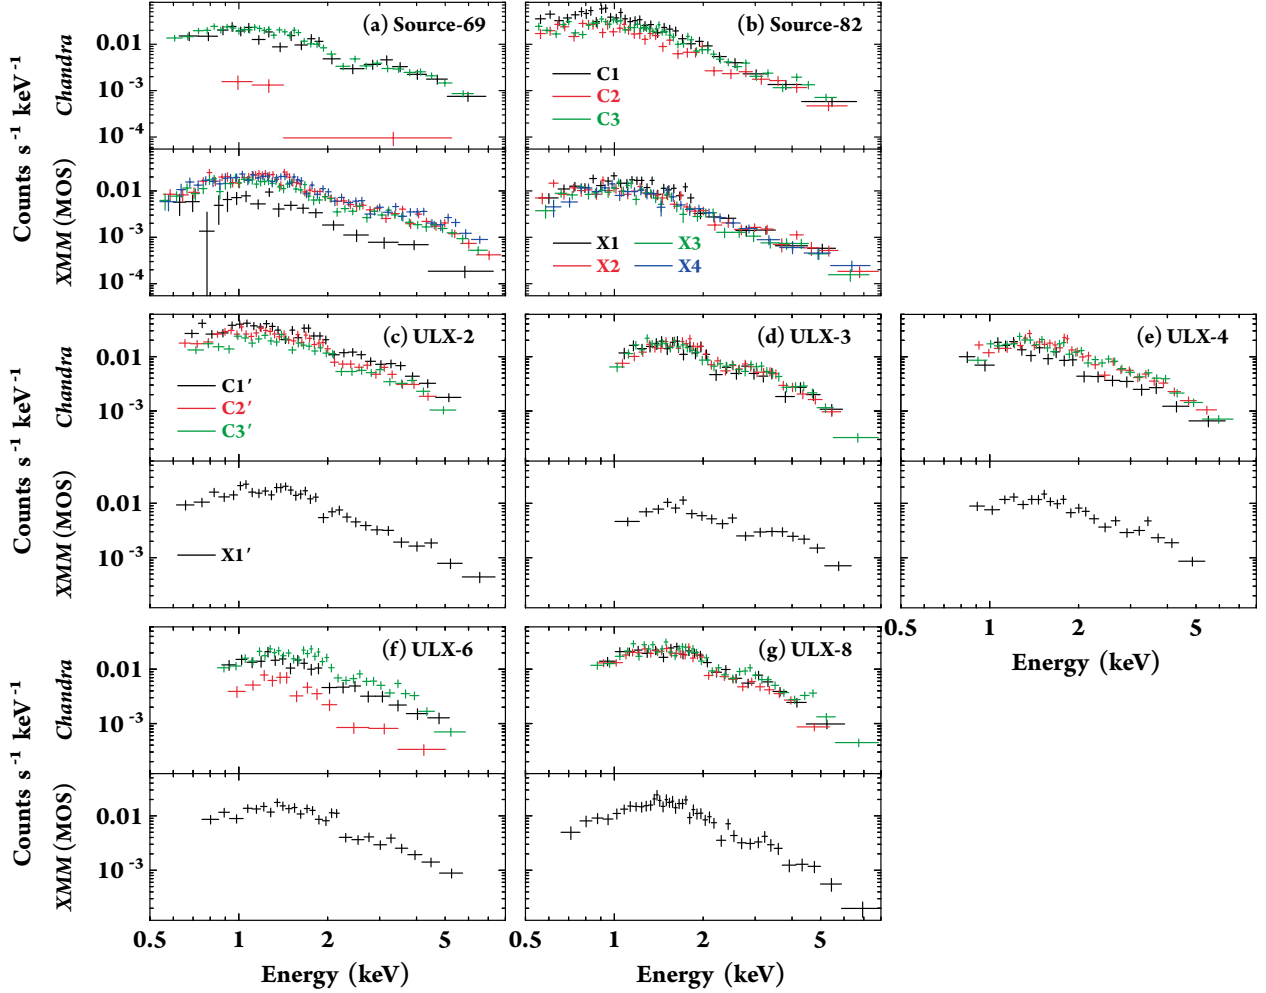 (a) Source-69
(b) Source-82
0.01
10⁻³
10⁻⁴
C1
C2
C3
Counts s⁻¹ keV⁻¹
Chandra
XMM (MOS)
0.01
10⁻³
10⁻⁴
X1
X2
X3
X4
(c) ULX-2
(d) ULX-3
(e) ULX-4
0.01
10⁻³
C1′
C2′
C3′
Counts s⁻¹ keV⁻¹
Chandra
XMM (MOS)
0.01
10⁻³
X1′
0.5 1 2 5
Energy (keV)
(f) ULX-6
(g) ULX-8
0.01
10⁻³
Counts s⁻¹ keV⁻¹
Chandra
XMM (MOS)
0.01
10⁻³
0.5 1 2 5
0.5 1 2 5
Energy (keV)
Energy (keV)